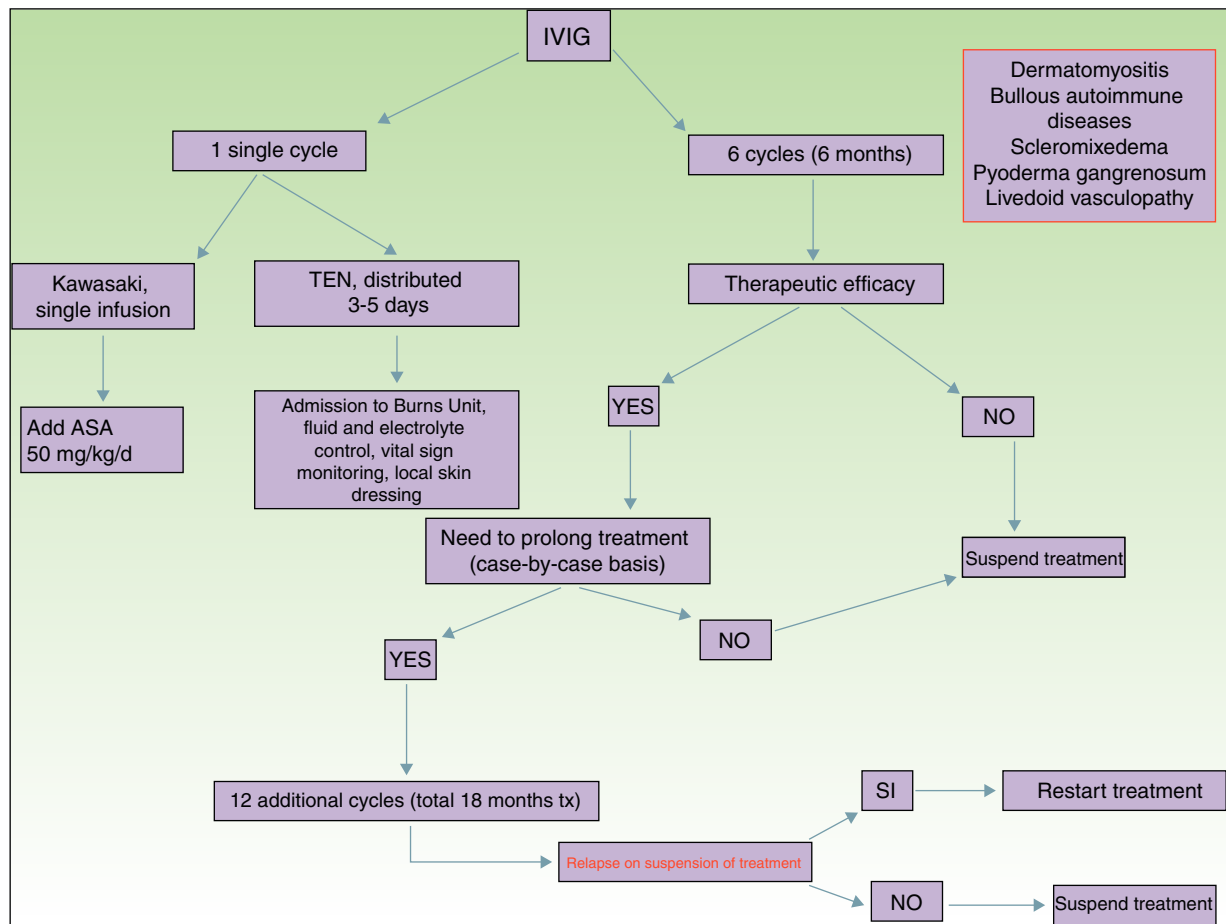 IVIG
Dermatomyositis
Bullous autoimmune
diseases
Scleromixedema
Pyoderma gangrenosum
Livedoid vasculopathy
1 single cycle
6 cycles (6 months)
Kawasaki,
single infusion
TEN, distributed
3-5 days
Therapeutic efficacy
Add ASA
50 mg/kg/d
Admission to Burns Unit,
fluid and electrolyte
control, vital sign
monitoring, local skin
dressing
YES
NO
Need to prolong treatment
(case-by-case basis)
Suspend treatment
YES
NO
12 additional cycles (total 18 months tx)
SI
Restart treatment
Relapse on suspension of treatment
NO
Suspend treatment